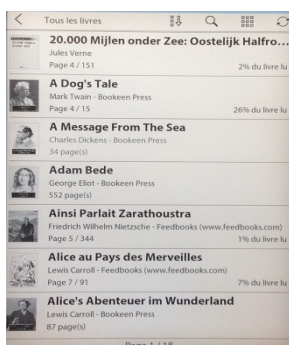 Tous les livres
20.000 Mijlen onder Zee: Oostelijk Halfro...
Jules Verne
Page 4 / 151
2% du livre lu
A Dog's Tale
Mark Twain - Bookeen Press
Page 4 / 15
26% du livre lu
A Message From The Sea
Charles Dickens - Bookeen Press
34 page(s)
Adam Bede
George Eliot - Bookeen Press
552 page(s)
Ainsi Parlait Zarathoustra
Friedrich Wilhelm Nietzsche - Feedbooks (www.feedbooks.com)
Page 5 / 344
1% du livre lu
Alice au Pays des Merveilles
Lewis Carroll - Feedbooks (www.feedbooks.com)
Page 7 / 91
7% du livre lu
Alice's Abenteuer im Wunderland
Lewis Carroll - Bookeen Press
87 page(s)
Page 1 / 18